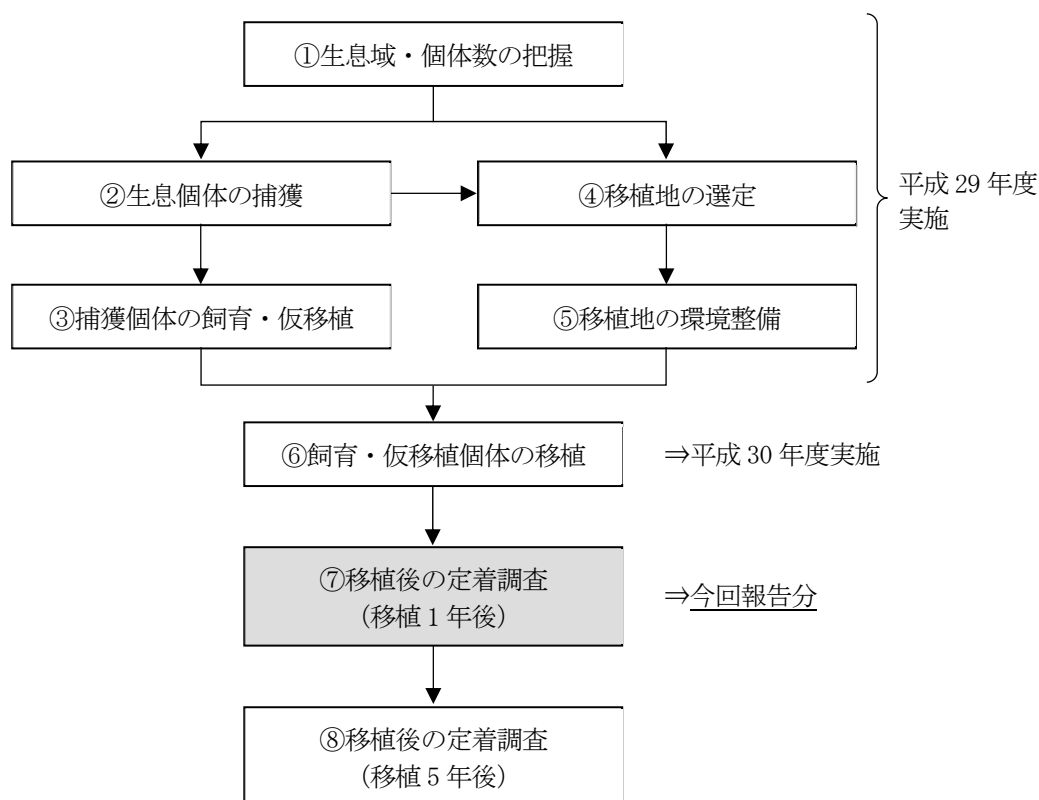 ①生息域・個体数の把握
②生息個体の捕獲
④移植地の選定
平成 29 年度
実施
③捕獲個体の飼育・仮移植
⑤移植地の環境整備
⑥飼育・仮移植個体の移植
⇒平成 30 年度実施
⑦移植後の定着調査
(移植 1 年後)
⇒今回報告分
⑧移植後の定着調査
(移植 5 年後)